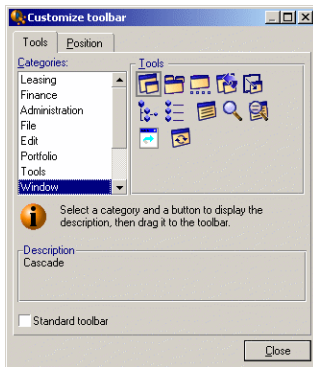 Customize toolbar
Tools Position
Categories: Tools
Leasing
Finance
Administration
File
Edit
Portfolio
Tools
Window
Select a category and a button to display the
description, then drag it to the toolbar.
Description
Cascade
Standard toolbar
Close